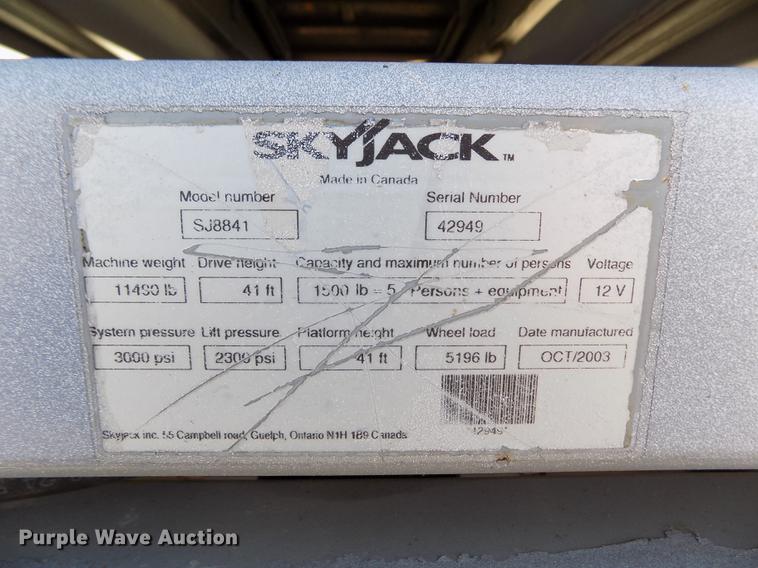 SKYJACK™
Made in Canada
Model number Serial Number
SJ8841 42949
Machine weight Drive height Capacity and maximum number of persons Voltage
11490 lb 41 ft 1500 lb = 5 Persons + equipment 12 V
System pressure Lift pressure Platform height Wheel load Date manufactured
3000 psi 2300 psi 41 ft 5196 lb OCT/2003
Skyjack inc. 55 Campbell road, Guelph, Ontario N1H 1B9 Canada
42949
Purple Wave Auction